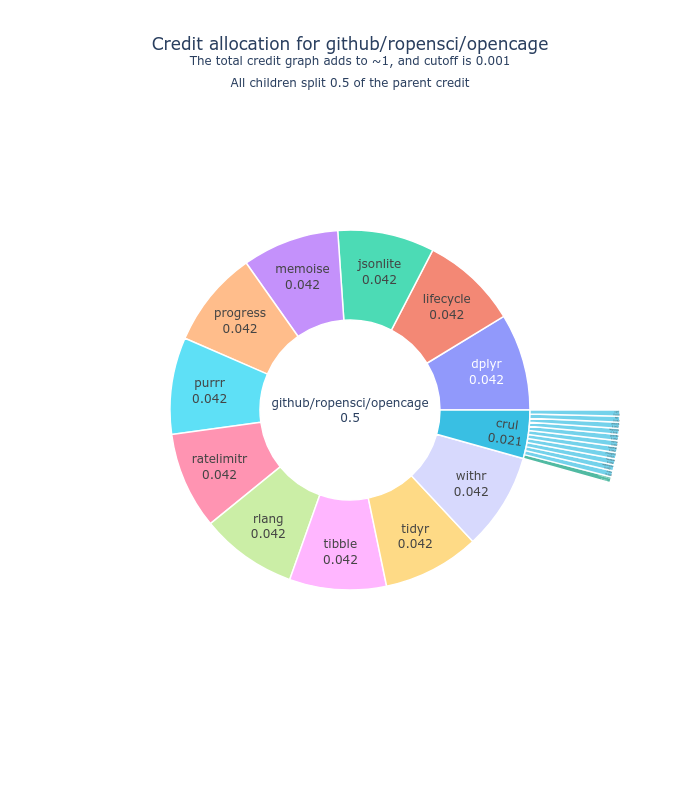 Credit allocation for github/ropensci/opencage
The total credit graph adds to ~1, and cutoff is 0.001
All children split 0.5 of the parent credit
jsonlite
0.042
memoise
0.042
lifecycle
0.042
progress
0.042
dplyr
0.042
purrr
0.042
github/ropensci/opencage
0.5
crul
0.021
ratelimitr
0.042
withr
0.042
rlang
0.042
tidyr
0.042
tibble
0.042